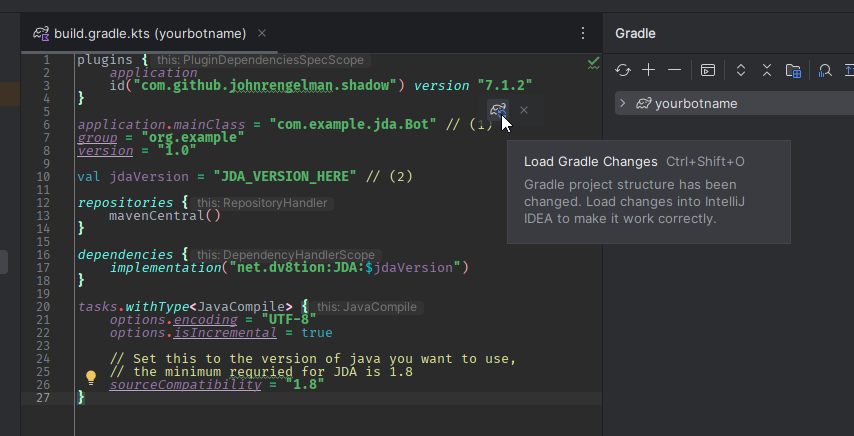 build.gradle.kts (yourbotname)
Gradle
1 plugins { this: PluginDependenciesSpecScope
2 application
3 id("com.github.johnrengelman.shadow") version "7.1.2"
4 }
5
6 application.mainClass = "com.example.jda.Bot" // (1)
7 group = "org.example"
8 version = "1.0"
9
10 val jdaVersion = "JDA_VERSION_HERE" // (2)
11
12 repositories { this: RepositoryHandler
13 mavenCentral()
14 }
15
16 dependencies { this: DependencyHandlerScope
17 implementation("net.dv8tion:JDA:$jdaVersion")
18 }
19
20 tasks.withType<JavaCompile> { this: JavaCompile
21 options.encoding = "UTF-8"
22 options.isIncremental = true
23
24 // Set this to the version of java you want to use,
25 // the minimum requried for JDA is 1.8
26 sourceCompatibility = "1.8"
27 }
yourbotname
Load Gradle Changes Ctrl+Shift+O
Gradle project structure has been
changed. Load changes into IntelliJ
IDEA to make it work correctly.